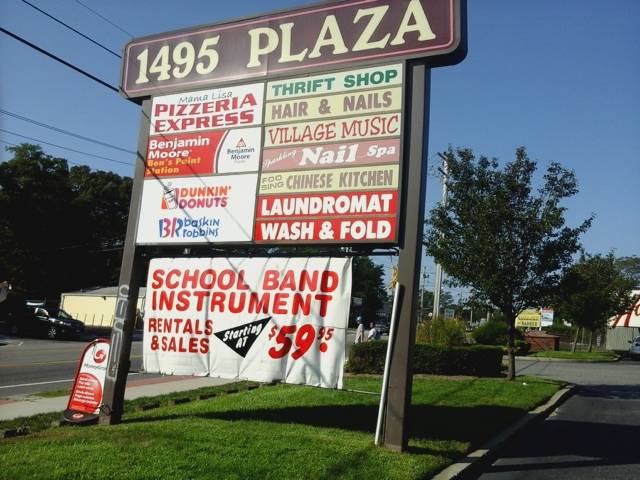 1495 PLAZA
Mama Lisa
PIZZERIA
EXPRESS
Benjamin
Moore
Ben's Paint
Station
Benjamin
Moore
DUNKIN'
DONUTS
BR baskin
robbins
THRIFT SHOP
HAIR & NAILS
VILLAGE MUSIC
Sparkling Nail Spa
FOO
SING CHINESE KITCHEN
LAUNDROMAT
WASH & FOLD
SCHOOL BAND
INSTRUMENT
RENTALS
& SALES
Starting
AT
$59.95